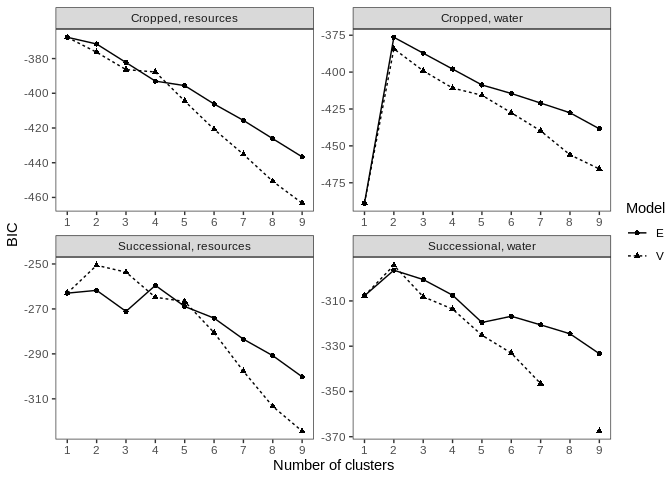 Cropped, resources
Cropped, water
-380
-400
-420
-440
-460
-375
-400
-425
-450
-475
1 2 3 4 5 6 7 8 9
1 2 3 4 5 6 7 8 9
Successional, resources
Successional, water
-250
-270
-290
-310
-310
-330
-350
-370
1 2 3 4 5 6 7 8 9
1 2 3 4 5 6 7 8 9
BIC
Number of clusters
Model
E
V